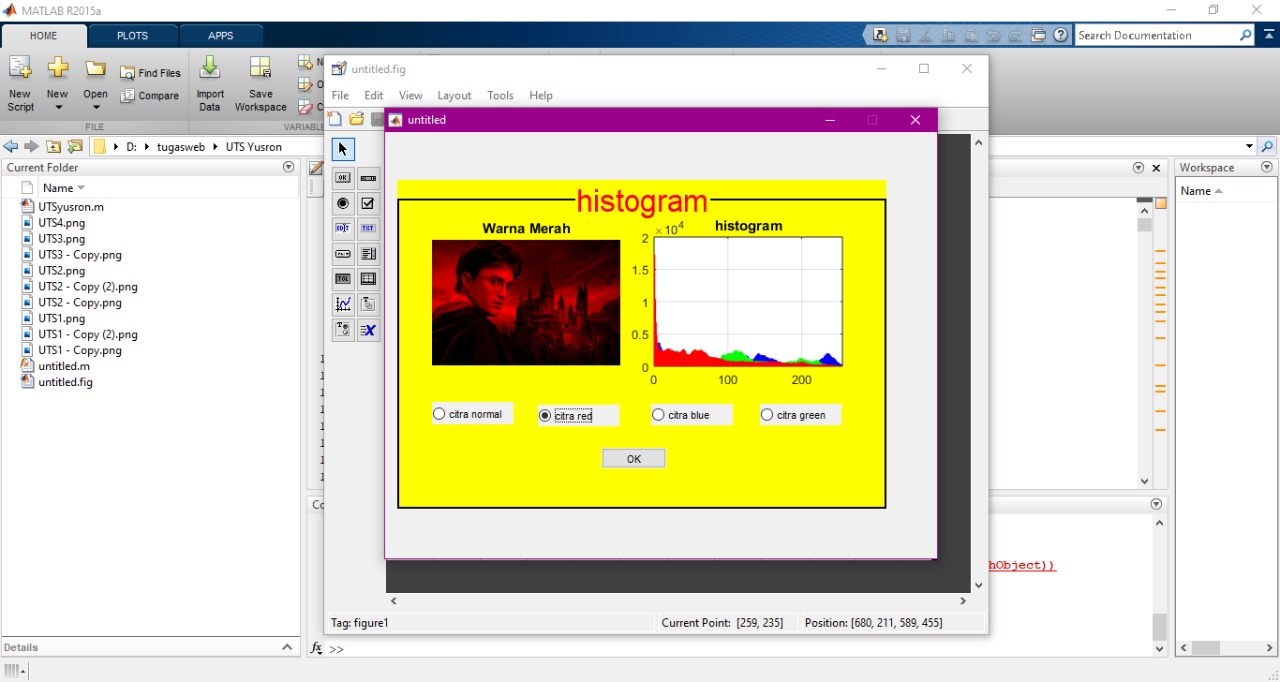 MATLAB R2015a
HOME
PLOTS
APPS
Search Documentation
New Script
New
Open
Find Files
Compare
Import Data
Save Workspace
FILE
VARIABLE
D: tugasweb UTS Yusron
Current Folder
Name
UTSyusron.m
UTS4.png
UTS3.png
UTS3 - Copy.png
UTS2.png
UTS2 - Copy (2).png
UTS2 - Copy.png
UTS1.png
UTS1 - Copy (2).png
UTS1 - Copy.png
untitled.m
untitled.fig
Details
untitled.fig
File Edit View Layout Tools Help
untitled
histogram
Warna Merah
histogram
×10^4
2
1.5
1
0.5
0
0 100 200
citra normal
citra red
citra blue
citra green
OK
Tag: figure1
Current Point: [259, 235]
Position: [680, 211, 589, 455]
hObject))
fx >>
Workspace
Name